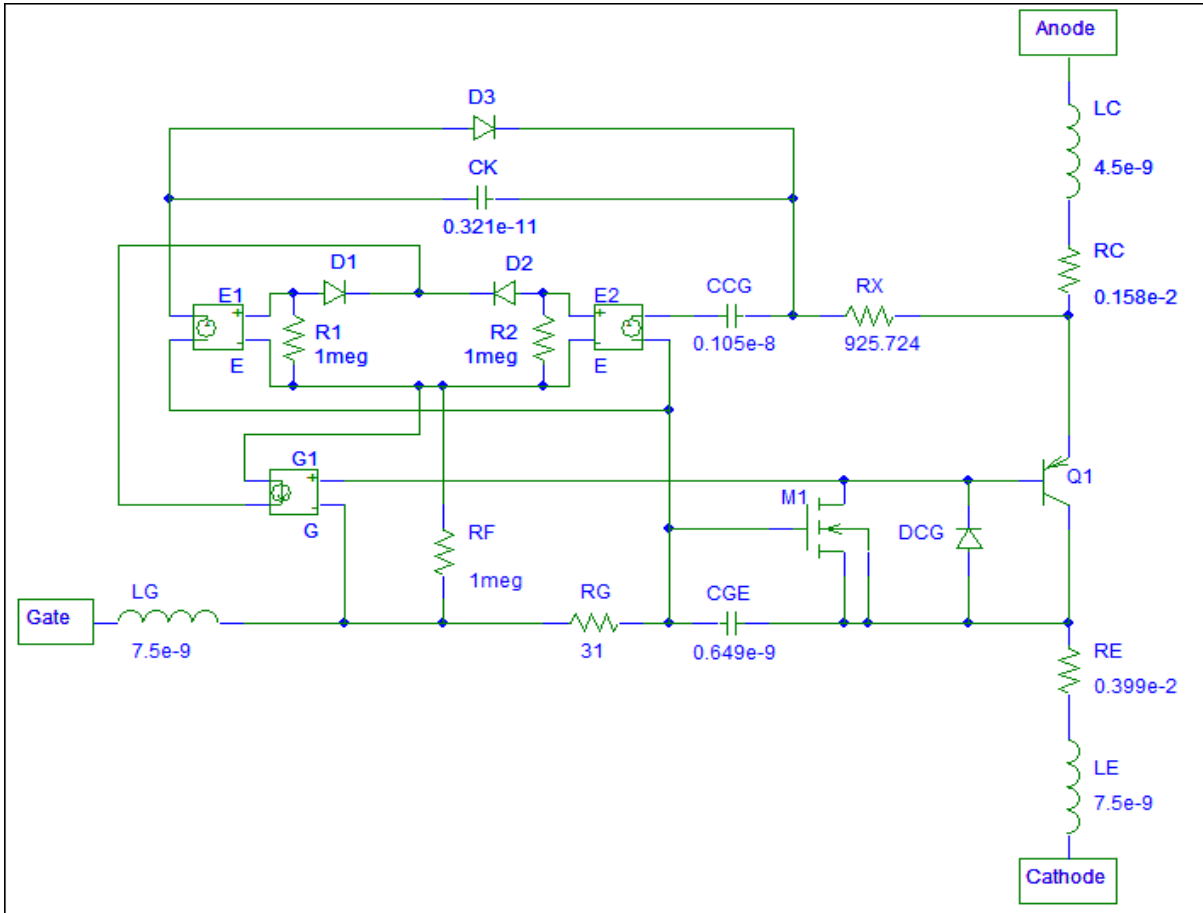 Anode
D3
LC
4.5e-9
CK
0.321e-11
RC
0.158e-2
D1
D2
E1
E2
CCG
RX
R1
1meg
R2
1meg
0.105e-8
925.724
E
E
G1
Q1
M1
DCG
G
RF
1meg
LG
RG
CGE
Gate
7.5e-9
31
0.649e-9
RE
0.399e-2
LE
7.5e-9
Cathode